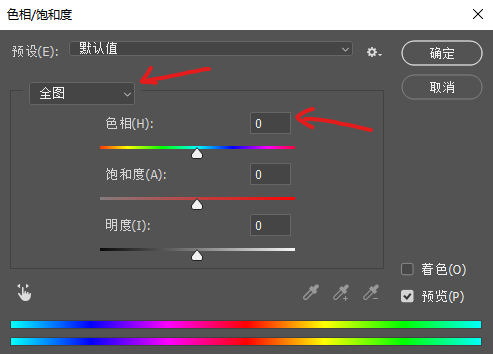 色相/饱和度
预设(E): 默认值
确定
取消
全图
色相(H): 0
饱和度(A): 0
明度(I): 0
着色(O)
预览(P)